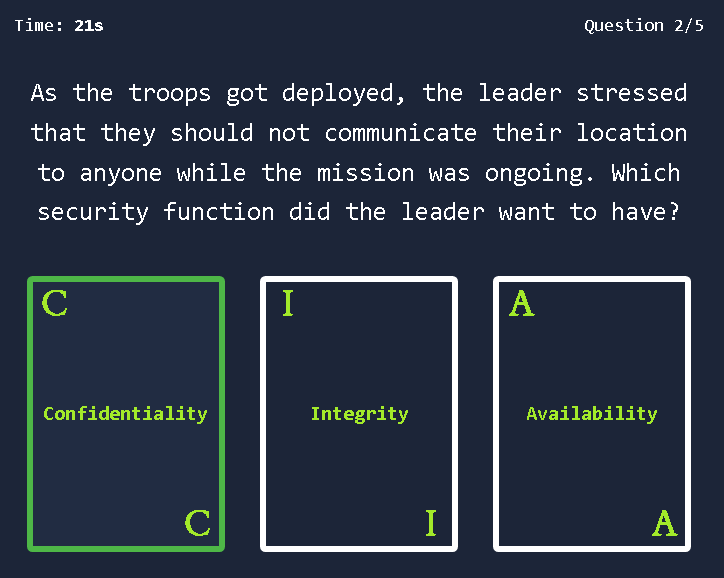 Time: 21s
Question 2/5
As the troops got deployed, the leader stressed
that they should not communicate their location
to anyone while the mission was ongoing. Which
security function did the leader want to have?
C
Confidentiality
C
I
Integrity
I
A
Availability
A